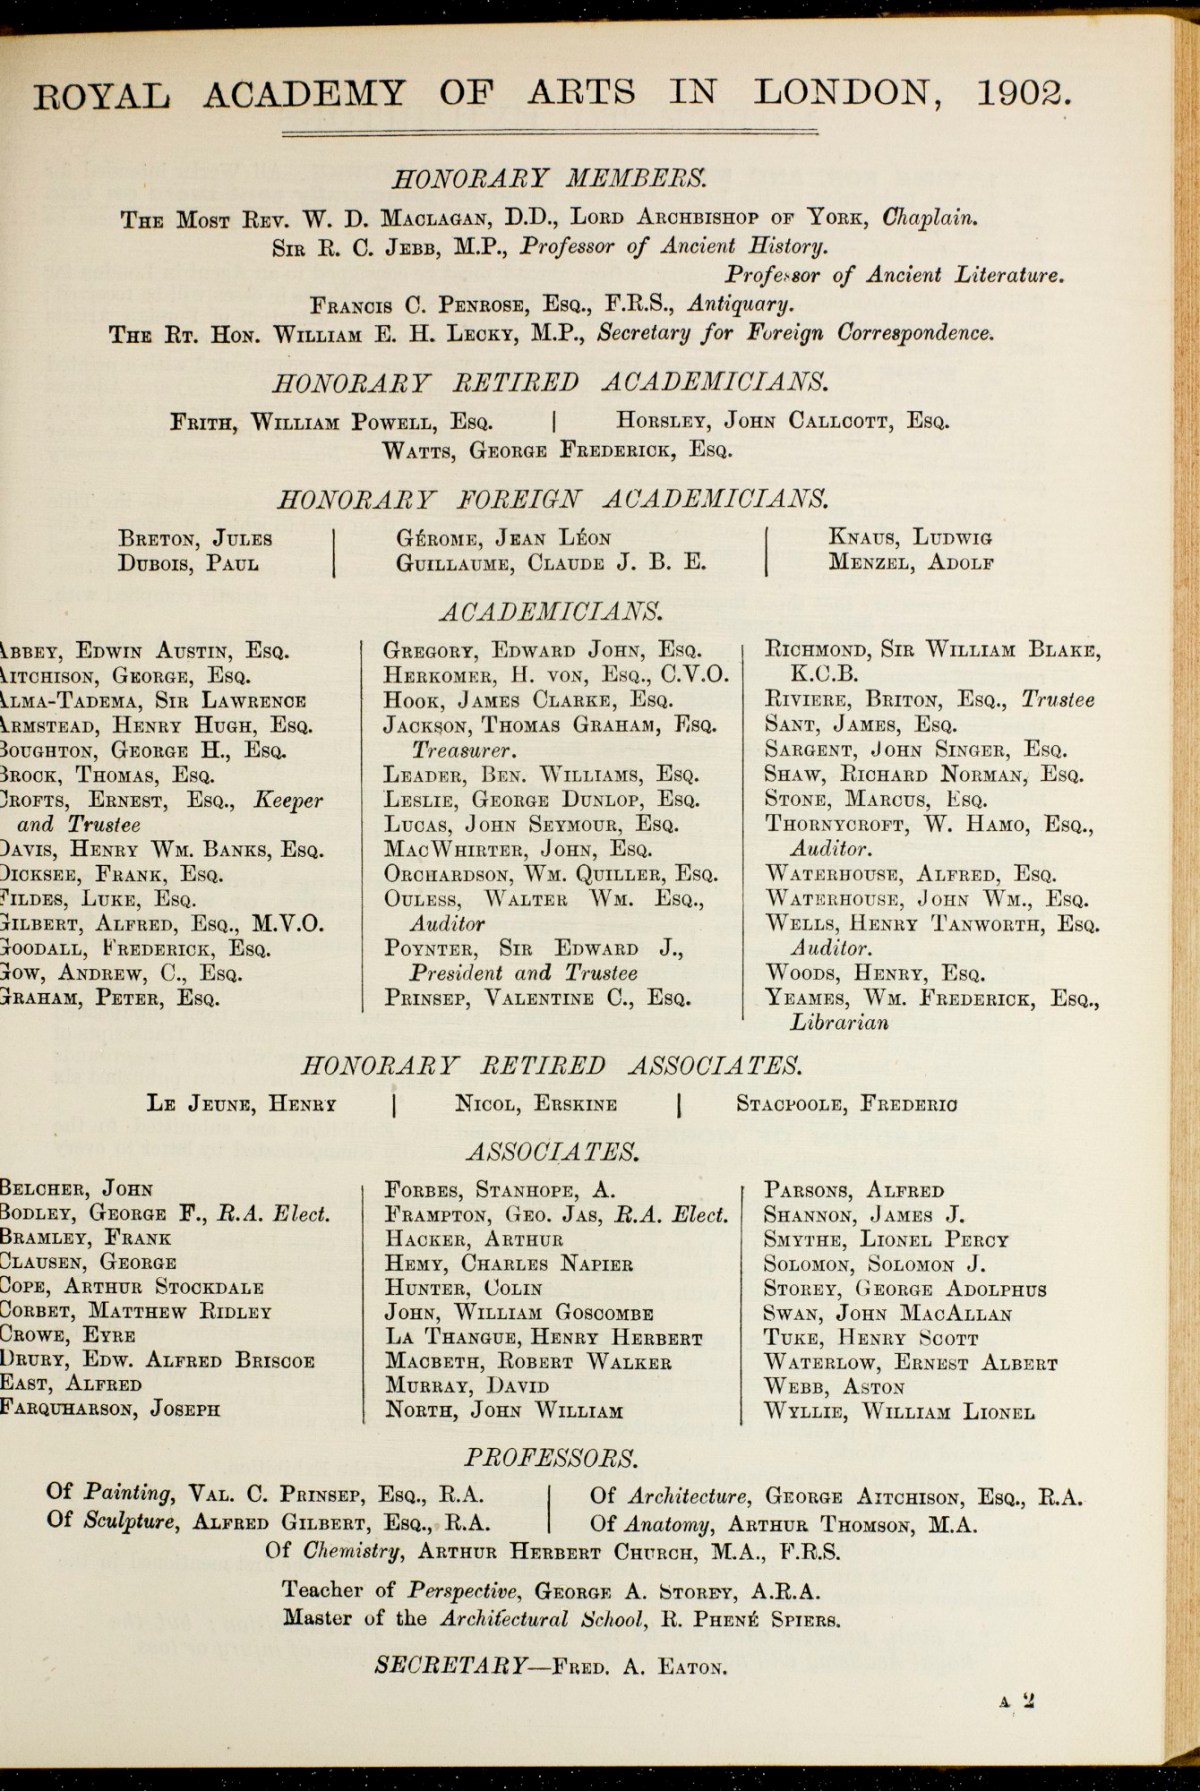 ROYAL ACADEMY OF ARTS IN LONDON, 1902.
HONORARY MEMBERS.
THE MOST REV. W. D. MACLAGAN, D.D., LORD ARCHBISHOP OF YORK, Chaplain.
SIR R. C. JEBB, M.P., Professor of Ancient History.
Professor of Ancient Literature.
FRANCIS C. PENROSE, ESQ., F.R.S., Antiquary.
THE RT. HON. WILLIAM E. H. LECKY, M.P., Secretary for Foreign Correspondence.
HONORARY RETIRED ACADEMICIANS.
FRITH, WILLIAM POWELL, ESQ.
HORSLEY, JOHN CALLCOTT, ESQ.
WATTS, GEORGE FREDERICK, ESQ.
HONORARY FOREIGN ACADEMICIANS.
BRETON, JULES
DUBOIS, PAUL
GÉROME, JEAN LÉON
GUILLAUME, CLAUDE J. B. E.
KNAUS, LUDWIG
MENZEL, ADOLF
ACADEMICIANS.
ABBEY, EDWIN AUSTIN, ESQ.
AITCHISON, GEORGE, ESQ.
ALMA-TADEMA, SIR LAWRENCE
ARMSTEAD, HENRY HUGH, ESQ.
BOUGHTON, GEORGE H., ESQ.
BROCK, THOMAS, ESQ.
CROFTS, ERNEST, ESQ., Keeper
and Trustee
DAVIS, HENRY WM. BANKS, ESQ.
DICKSEE, FRANK, ESQ.
FILDES, LUKE, ESQ.
GILBERT, ALFRED, ESQ., M.V.O.
GOODALL, FREDERICK, ESQ.
GOW, ANDREW, C., ESQ.
GRAHAM, PETER, ESQ.
GREGORY, EDWARD JOHN, ESQ.
HERKOMER, H. VON, ESQ., C.V.O.
HOOK, JAMES CLARKE, ESQ.
JACKSON, THOMAS GRAHAM, ESQ.
Treasurer.
LEADER, BEN. WILLIAMS, ESQ.
LESLIE, GEORGE DUNLOP, ESQ.
LUCAS, JOHN SEYMOUR, ESQ.
MACWHIRTER, JOHN, ESQ.
ORCHARDSON, WM. QUILLER, ESQ.
OULESS, WALTER WM. ESQ.,
Auditor
POYNTER, SIR EDWARD J.,
President and Trustee
PRINSEP, VALENTINE C., ESQ.
RICHMOND, SIR WILLIAM BLAKE,
K.C.B.
RIVIERE, BRITON, ESQ., Trustee
SANT, JAMES, ESQ.
SARGENT, JOHN SINGER, ESQ.
SHAW, RICHARD NORMAN, ESQ.
STONE, MARCUS, ESQ.
THORNYCROFT, W. HAMO, ESQ.,
Auditor.
WATERHOUSE, ALFRED, ESQ.
WATERHOUSE, JOHN WM., ESQ.
WELLS, HENRY TANWORTH, ESQ.
Auditor.
WOODS, HENRY, ESQ.
YEAMES, WM. FREDERICK, ESQ.,
Librarian
HONORARY RETIRED ASSOCIATES.
LE JEUNE, HENRY
NICOL, ERSKINE
STACPOOLE, FREDERIC
ASSOCIATES.
BELCHER, JOHN
BODLEY, GEORGE F., R.A. Elect.
BRAMLEY, FRANK
CLAUSEN, GEORGE
COPE, ARTHUR STOCKDALE
CORBET, MATTHEW RIDLEY
CROWE, EYRE
DRURY, EDW. ALFRED BRISCOE
EAST, ALFRED
FARQUHARSON, JOSEPH
FORBES, STANHOPE, A.
FRAMPTON, GEO. JAS, R.A. Elect.
HACKER, ARTHUR
HEMY, CHARLES NAPIER
HUNTER, COLIN
JOHN, WILLIAM GOSCOMBE
LA THANGUE, HENRY HERBERT
MACBETH, ROBERT WALKER
MURRAY, DAVID
NORTH, JOHN WILLIAM
PARSONS, ALFRED
SHANNON, JAMES J.
SMYTHE, LIONEL PERCY
SOLOMON, SOLOMON J.
STOREY, GEORGE ADOLPHUS
SWAN, JOHN MACALLAN
TUKE, HENRY SCOTT
WATERLOW, ERNEST ALBERT
WEBB, ASTON
WYLLIE, WILLIAM LIONEL
PROFESSORS.
Of Painting, VAL. C. PRINSEP, ESQ., R.A.
Of Sculpture, ALFRED GILBERT, ESQ., R.A.
Of Architecture, GEORGE AITCHISON, ESQ., R.A.
Of Anatomy, ARTHUR THOMSON, M.A.
Of Chemistry, ARTHUR HERBERT CHURCH, M.A., F.R.S.
Teacher of Perspective, GEORGE A. STOREY, A.R.A.
Master of the Architectural School, R. PHENÉ SPIERS.
SECRETARY—FRED. A. EATON.
A 2